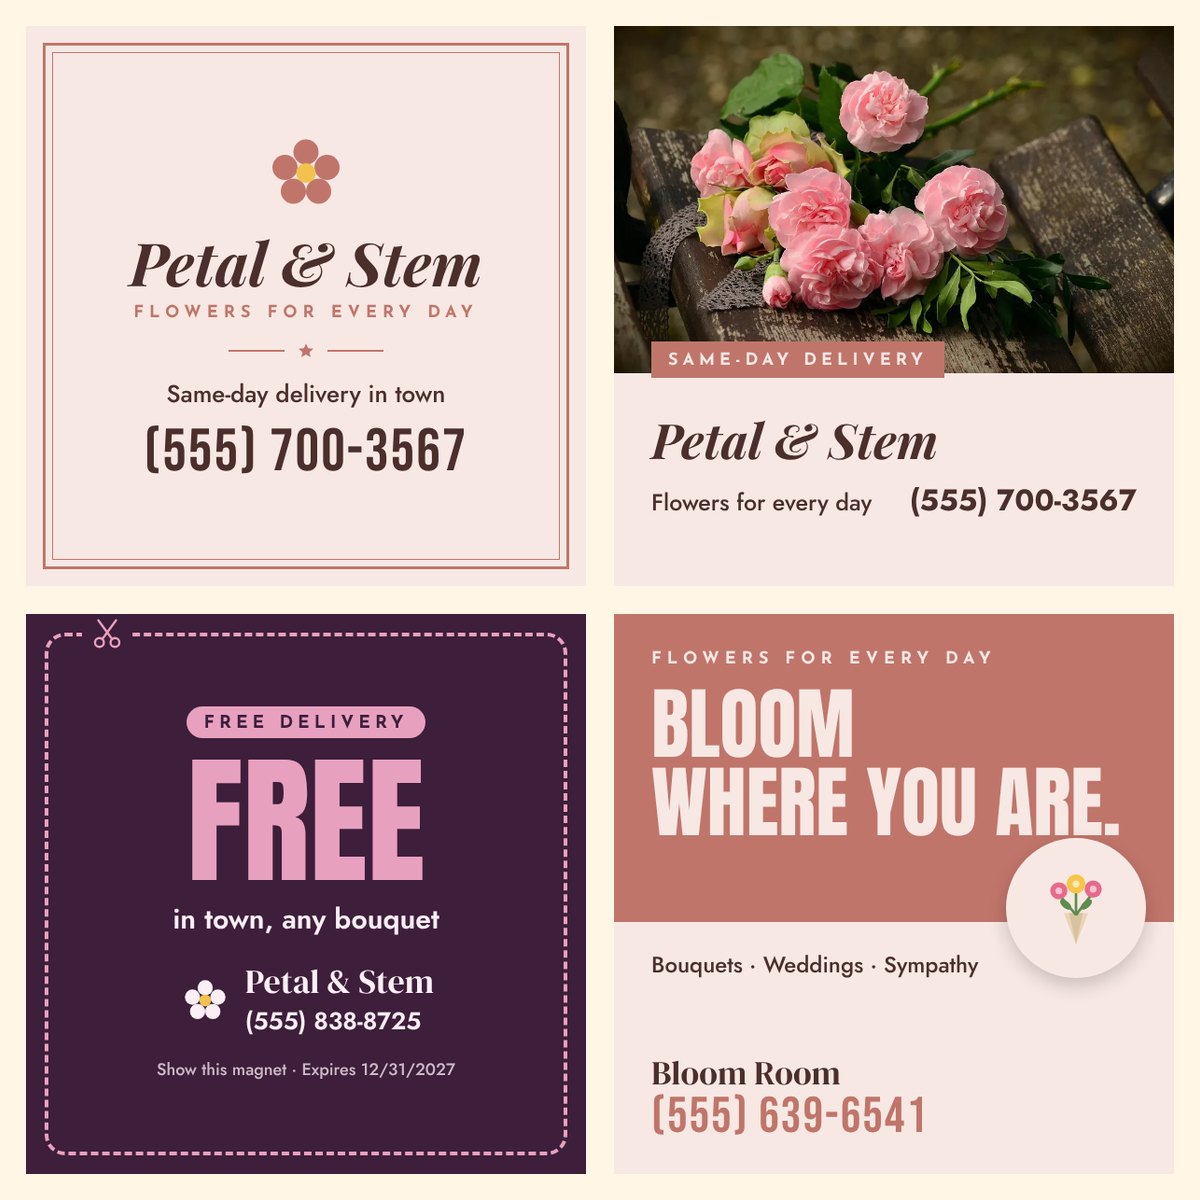 Petal & Stem
FLOWERS FOR EVERY DAY
Same-day delivery in town
(555) 700-3567
SAME-DAY DELIVERY
Petal & Stem
Flowers for every day (555) 700-3567
FREE DELIVERY
FREE
in town, any bouquet
Petal & Stem
(555) 838-8725
Show this magnet · Expires 12/31/2027
FLOWERS FOR EVERY DAY
BLOOM
WHERE YOU ARE.
Bouquets · Weddings · Sympathy
Bloom Room
(555) 639-6541